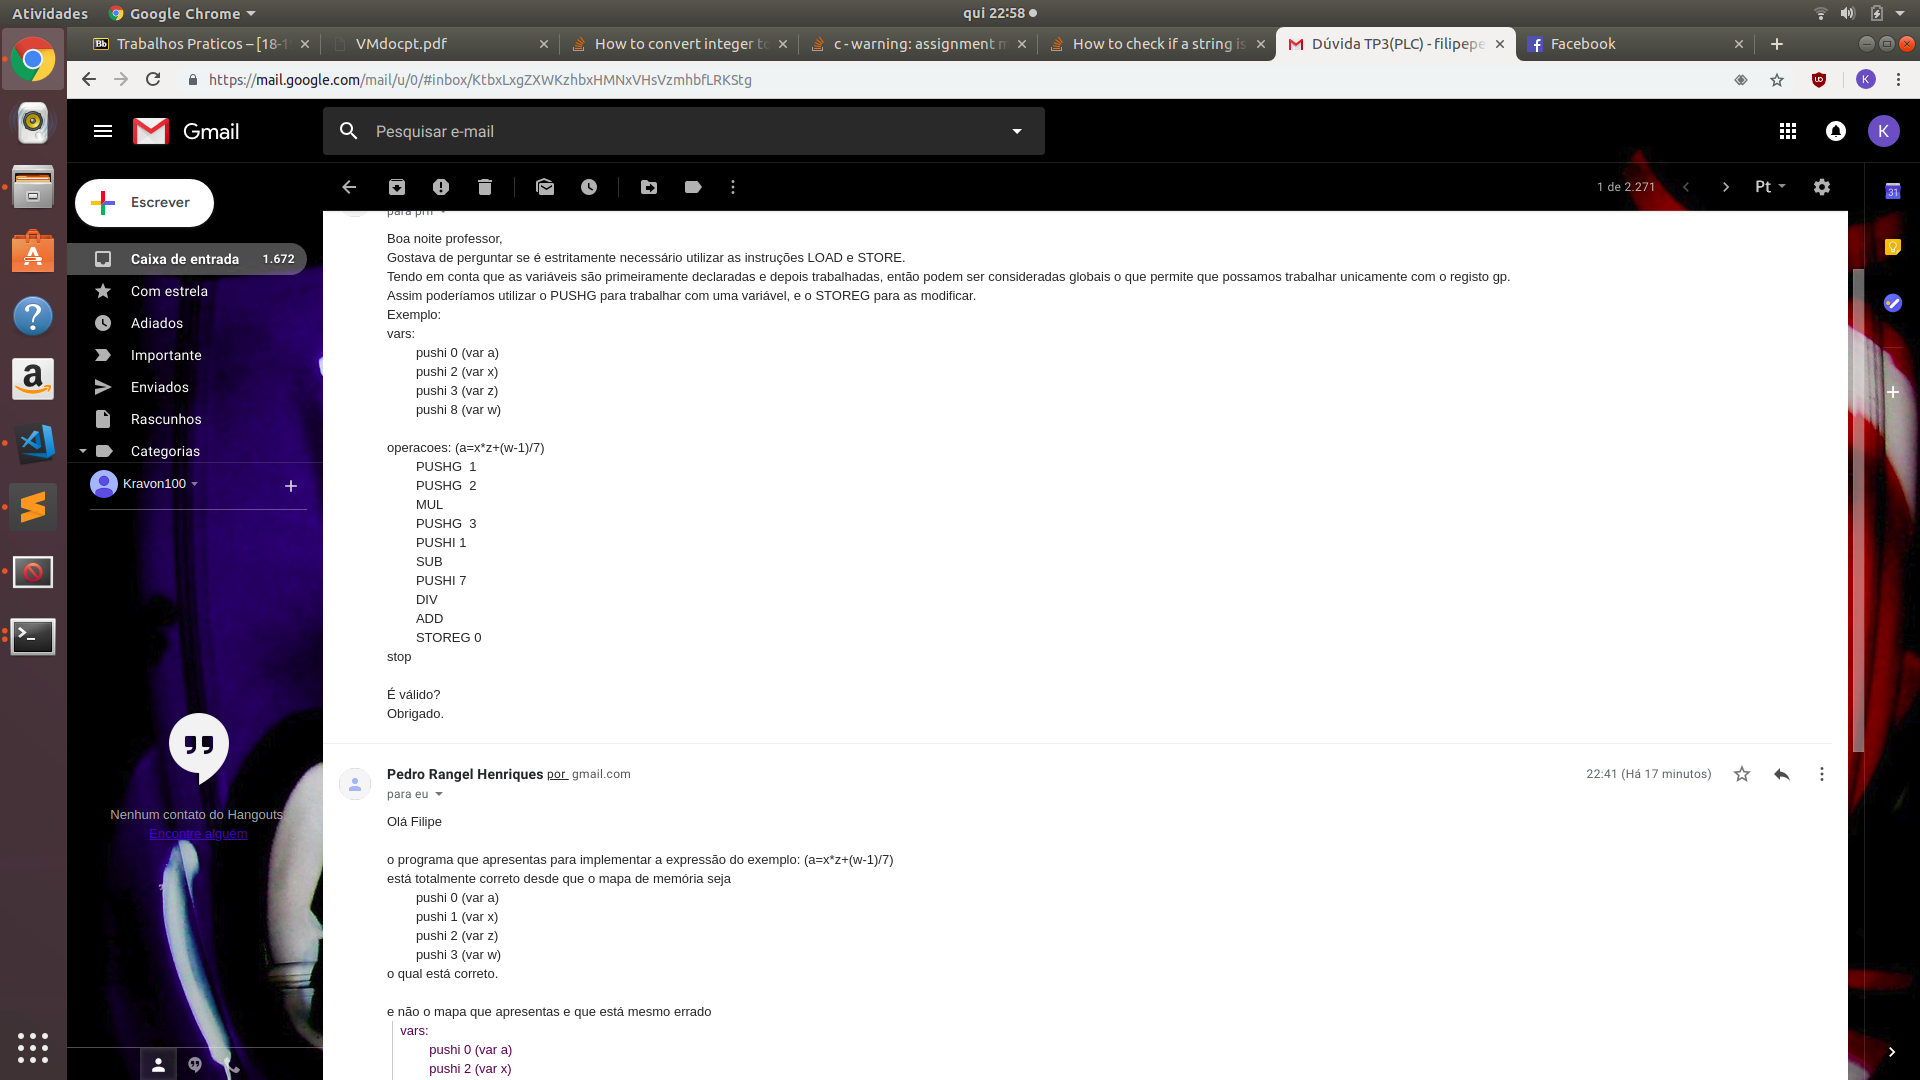 Atividades
Google Chrome
qui 22:58
Trabalhos Praticos – [18-1
VMdocpt.pdf
How to convert integer to
c - warning: assignment m
How to check if a string is
Dúvida TP3(PLC) - filipepe
Facebook
https://mail.google.com/mail/u/0/#inbox/KtbxLxgZXWKzhbxHMNxVHsVzmhbfLRKStg
K
Gmail
Pesquisar e-mail
K
Escrever
1 de 2.271
Pt
31
Caixa de entrada 1.672
Com estrela
Adiados
Importante
Enviados
Rascunhos
Categorias
Kravon100
Nenhum contato do Hangouts
Encontre alguém
para prh
Boa noite professor,
Gostava de perguntar se é estritamente necessário utilizar as instruções LOAD e STORE.
Tendo em conta que as variáveis são primeiramente declaradas e depois trabalhadas, então podem ser consideradas globais o que permite que possamos trabalhar unicamente com o registo gp.
Assim poderíamos utilizar o PUSHG para trabalhar com uma variável, e o STOREG para as modificar.
Exemplo:
vars:
pushi 0 (var a)
pushi 2 (var x)
pushi 3 (var z)
pushi 8 (var w)
operacoes: (a=x*z+(w-1)/7)
PUSHG 1
PUSHG 2
MUL
PUSHG 3
PUSHI 1
SUB
PUSHI 7
DIV
ADD
STOREG 0
stop
É válido?
Obrigado.
Pedro Rangel Henriques por gmail.com
22:41 (Há 17 minutos)
para eu
Olá Filipe
o programa que apresentas para implementar a expressão do exemplo: (a=x*z+(w-1)/7)
está totalmente correto desde que o mapa de memória seja
pushi 0 (var a)
pushi 1 (var x)
pushi 2 (var z)
pushi 3 (var w)
o qual está correto.
e não o mapa que apresentas e que está mesmo errado
vars:
pushi 0 (var a)
pushi 2 (var x)